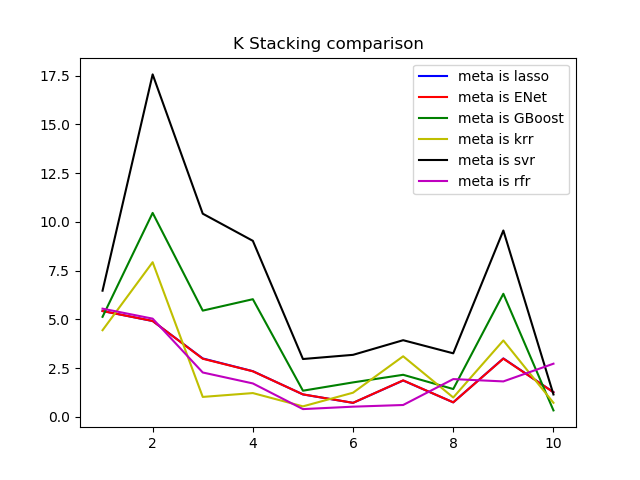 K Stacking comparison
17.5
15.0
12.5
10.0
7.5
5.0
2.5
0.0
meta is lasso
meta is ENet
meta is GBoost
meta is krr
meta is svr
meta is rfr
2 4 6 8 10